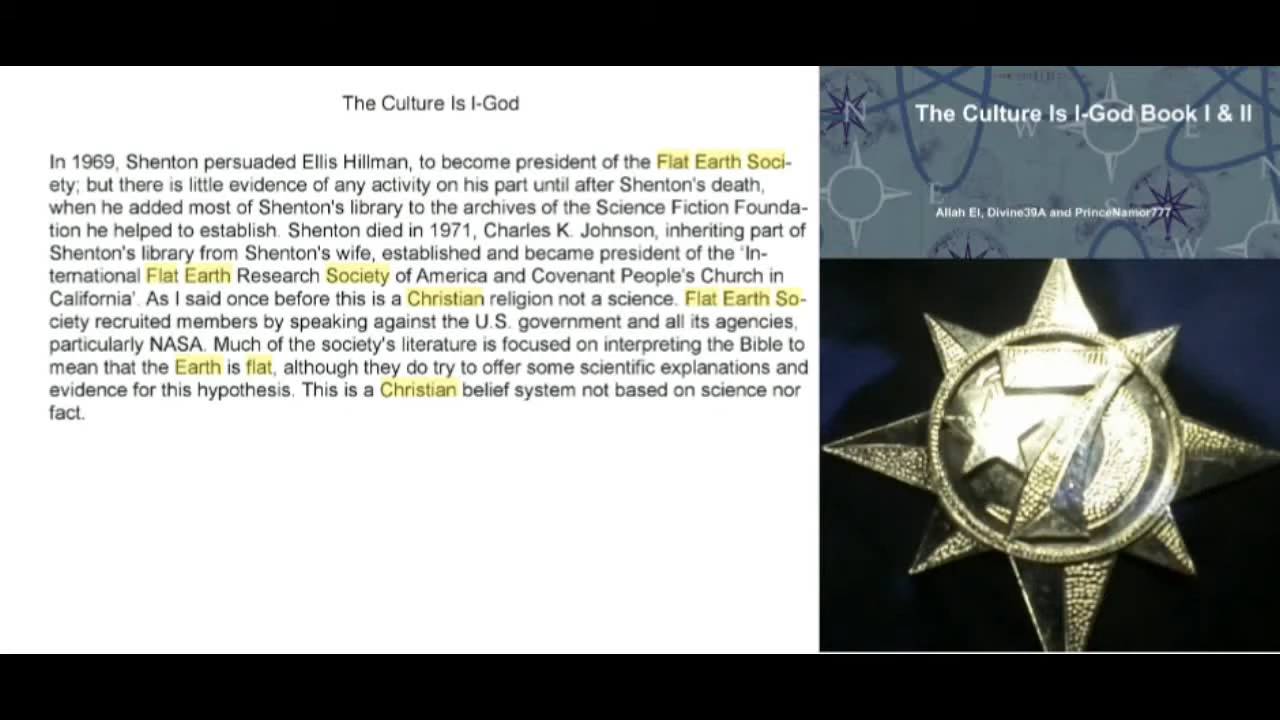 The Culture Is I-God
In 1969, Shenton persuaded Ellis Hillman, to become president of the Flat Earth Soci-
ety; but there is little evidence of any activity on his part until after Shenton's death,
when he added most of Shenton's library to the archives of the Science Fiction Founda-
tion he helped to establish. Shenton died in 1971, Charles K. Johnson, inheriting part of
Shenton's library from Shenton's wife, established and became president of the 'In-
ternational Flat Earth Research Society of America and Covenant People's Church in
California'. As I said once before this is a Christian religion not a science. Flat Earth So-
ciety recruited members by speaking against the U.S. government and all its agencies,
particularly NASA. Much of the society's literature is focused on interpreting the Bible to
mean that the Earth is flat, although they do try to offer some scientific explanations and
evidence for this hypothesis. This is a Christian belief system not based on science nor
fact.
The Culture Is I-God Book I & II
N
W
E
E
N
W
Allah El, Divine39A and PrinceNamor777
7